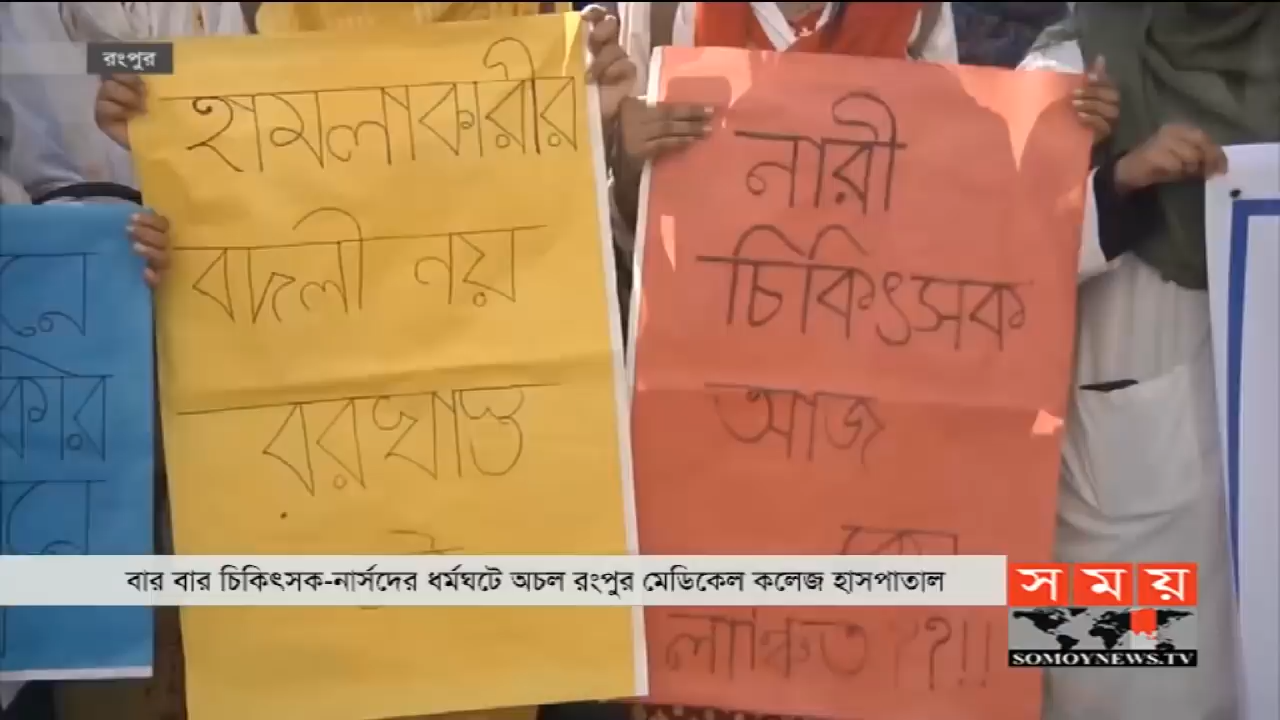 রংপুর
হামলাকারীর
বদলী নয়
বরখাস্ত
নারী
চিকিৎসক
আজ
কেন
লাঞ্চিত ??!!
নে
কীর
নে
বার বার চিকিৎসক-নার্সদের ধর্মঘটে অচল রংপুর মেডিকেল কলেজ হাসপাতাল
সময়
SOMOYNEWS.TV